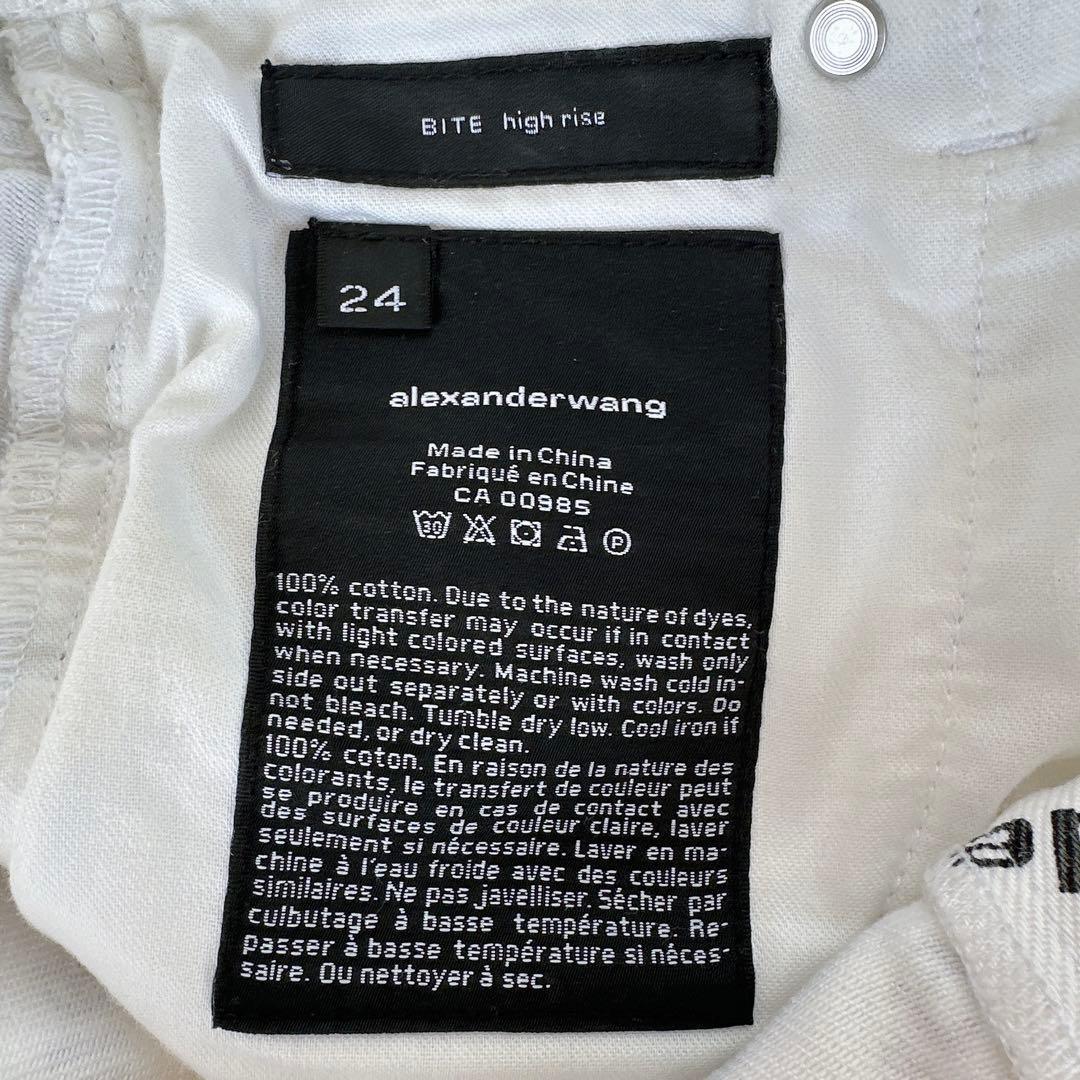 BITE high rise
24
alexanderwang
Made in China
Fabriqué en Chine
CA 00985
30 P
100% cotton. Due to the nature of dyes,
color transfer may occur if in contact
with light colored surfaces, wash only
when necessary. Machine wash cold in-
side out separately or with colors. Do
not bleach. Tumble dry low. Cool iron if
needed, or dry clean.
100% coton. En raison de la nature des
colorants, le transfert de couleur peut
se produire en cas de contact avec
des surfaces de couleur claire, laver
seulement si nécessaire. Laver en ma-
chine à l'eau froide avec des couleurs
similaires. Ne pas javelliser. Sécher par
culbutage à basse température. Re-
passer à basse température si néces-
saire. Ou nettoyer à sec.